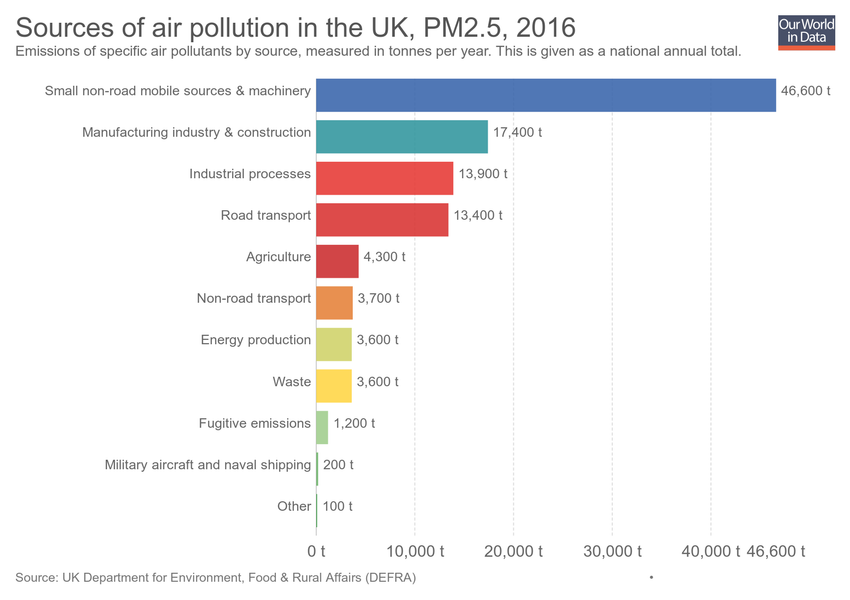 Sources of air pollution in the UK, PM2.5, 2016
Our World
in Data
Emissions of specific air pollutants by source, measured in tonnes per year. This is given as a national annual total.
Small non-road mobile sources & machinery 46,600 t
Manufacturing industry & construction 17,400 t
Industrial processes 13,900 t
Road transport 13,400 t
Agriculture 4,300 t
Non-road transport 3,700 t
Energy production 3,600 t
Waste 3,600 t
Fugitive emissions 1,200 t
Military aircraft and naval shipping 200 t
Other 100 t
0 t 10,000 t 20,000 t 30,000 t 40,000 t 46,600 t
Source: UK Department for Environment, Food & Rural Affairs (DEFRA) •